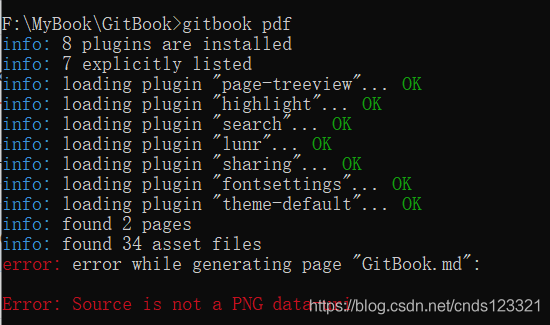 F:\MyBook\GitBook>gitbook pdf
info: 8 plugins are installed
info: 7 explicitly listed
info: loading plugin "page-treeview"... OK
info: loading plugin "highlight"... OK
info: loading plugin "search"... OK
info: loading plugin "lunr"... OK
info: loading plugin "sharing"... OK
info: loading plugin "fontsettings"... OK
info: loading plugin "theme-default"... OK
info: found 2 pages
info: found 34 asset files
error: error while generating page "GitBook.md":
Error: Source is not a PNG data-uri
https://blog.csdn.net/cnds123321